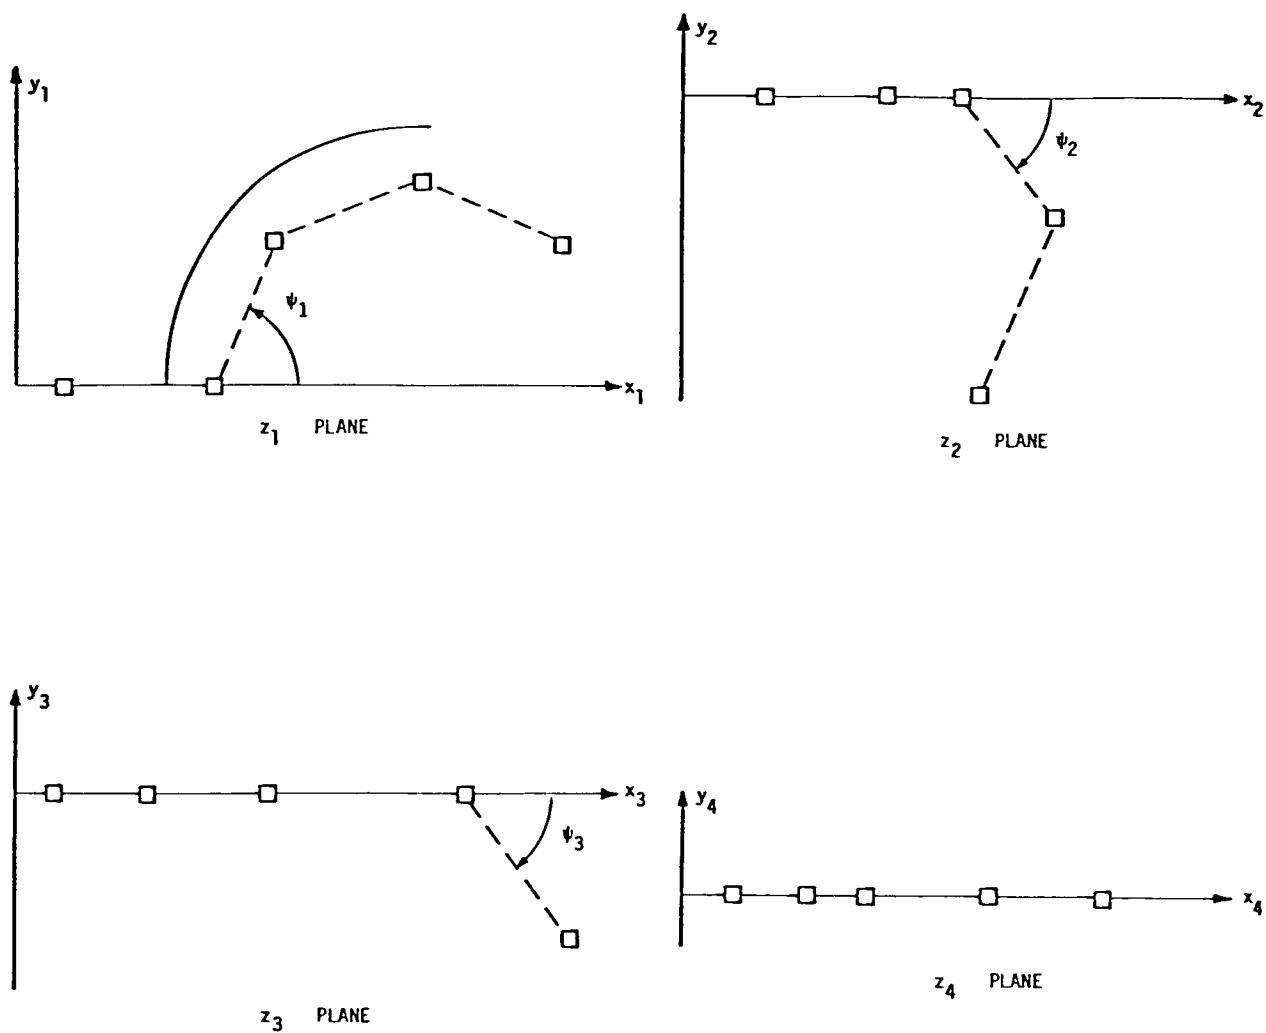 y₁
ψ₁
x₁
z₁ PLANE
y₂
x₂
ψ₂
z₂ PLANE
y₃
x₃
ψ₃
z₃ PLANE
y₄
x₄
z₄ PLANE